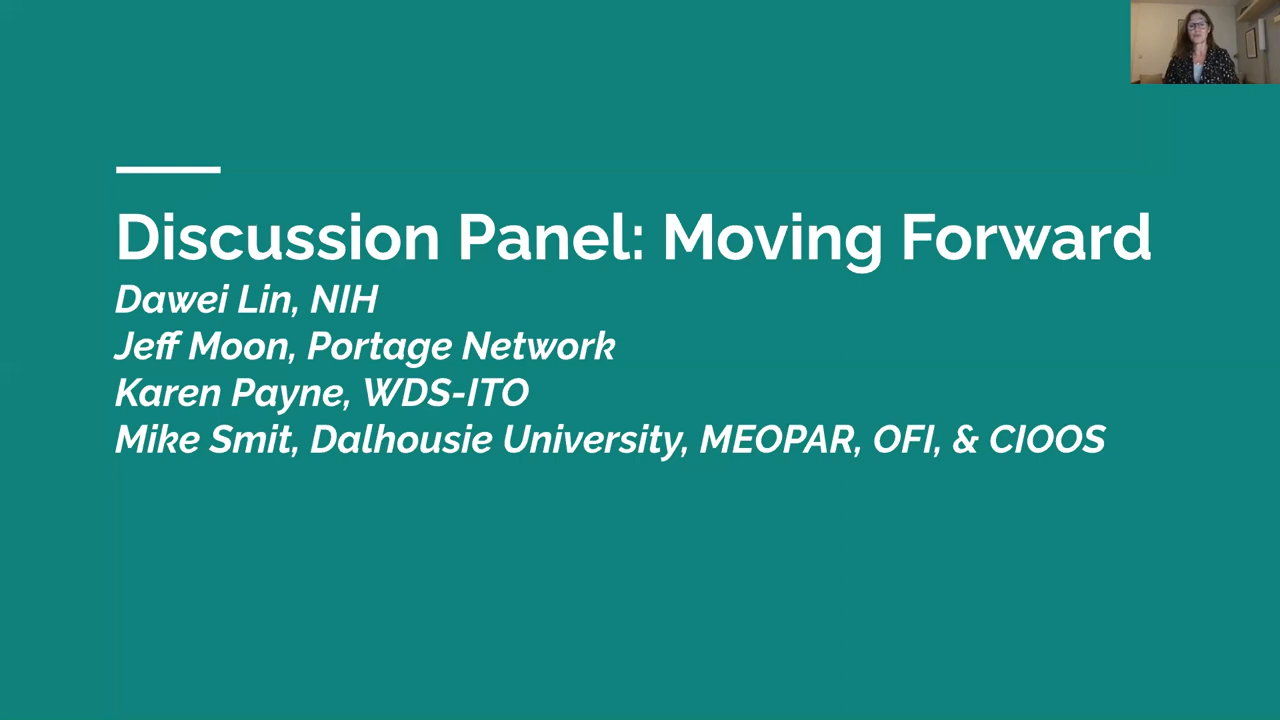 Discussion Panel: Moving Forward
Dawei Lin, NIH
Jeff Moon, Portage Network
Karen Payne, WDS-ITO
Mike Smit, Dalhousie University, MEOPAR, OFI, & CIOOS